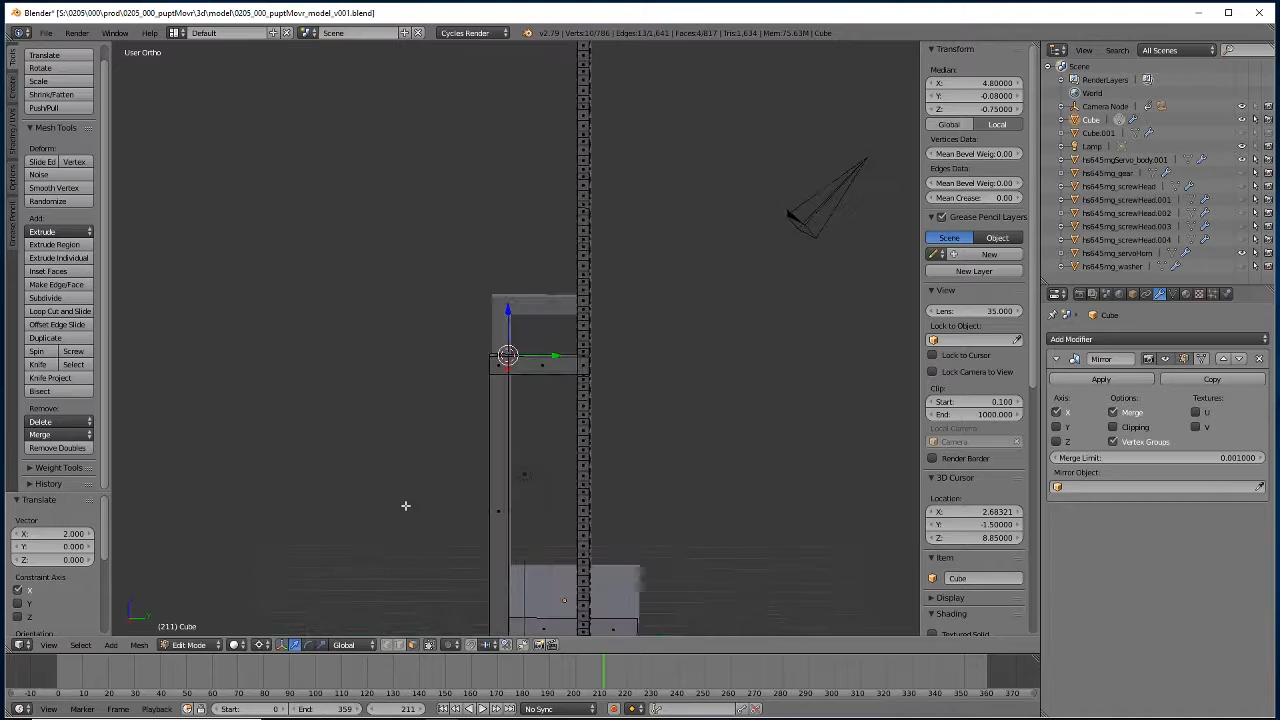 Blender* [S:\0205\000\prod\0205_000_puptMovr\3d\model\0205_000_puptMovr_model_v001.blend]
File Render Window Help Default Scene Cycles Render v2.79 | Verts:10/786 | Edges:13/1,641 | Faces:4/817 | Tris:1,634 | Mem:75.63M | Cube
User Ortho
Tools
Create
Shading / UVs
Options
Grease Pencil
Translate
Rotate
Scale
Shrink/Fatten
Push/Pull
Mesh Tools
Deform:
Slide Ed Vertex
Noise
Smooth Vertex
Randomize
Add:
Extrude
Extrude Region
Extrude Individual
Inset Faces
Make Edge/Face
Subdivide
Loop Cut and Slide
Offset Edge Slide
Duplicate
Spin Screw
Knife Select
Knife Project
Bisect
Remove:
Delete
Merge
Remove Doubles
Weight Tools
History
Translate
Vector
X: 2.000
Y: 0.000
Z: 0.000
Constraint Axis
X
Y
Z
Orientation
(211) Cube
Transform
Median:
X: 4.80000
Y: -0.08000
Z: -0.75000
Global Local
Vertices Data:
Mean Bevel Weig:0.00
Edges Data:
Mean Bevel Weig:0.00
Mean Crease: 0.00
Grease Pencil Layers
Scene Object
New
New Layer
View
Lens: 35.000
Lock to Object:
Lock to Cursor
Lock Camera to View
Clip:
Start: 0.100
End: 1000.000
Local Camera:
Camera
Render Border
3D Cursor
Location:
X: 2.68321
Y: -1.50000
Z: 8.85000
Item
Cube
Display
Shading
Textured Solid
View Search All Scenes
Scene
RenderLayers
World
Camera Node
Cube
Cube.001
Lamp
hs645mgServo_body.001
hs645mg_gear
hs645mg_screwHead
hs645mg_screwHead.001
hs645mg_screwHead.002
hs645mg_screwHead.003
hs645mg_screwHead.004
hs645mg_servoHorn
hs645mg_washer
Cube
Add Modifier
Mirror
Apply Copy
Axis: Options: Textures:
X Merge U
Y Clipping V
Z Vertex Groups
Merge Limit: 0.001000
Mirror Object:
View Select Add Mesh Edit Mode Global
-10 0 10 20 30 40 50 60 70 80 90 100 110 120 130 140 150 160 170 180 190 200 210 220 230 240 250 260 270 280 290 300 310 320 330 340 350 360 370
View Marker Frame Playback Start: 0 End: 359 211 No Sync